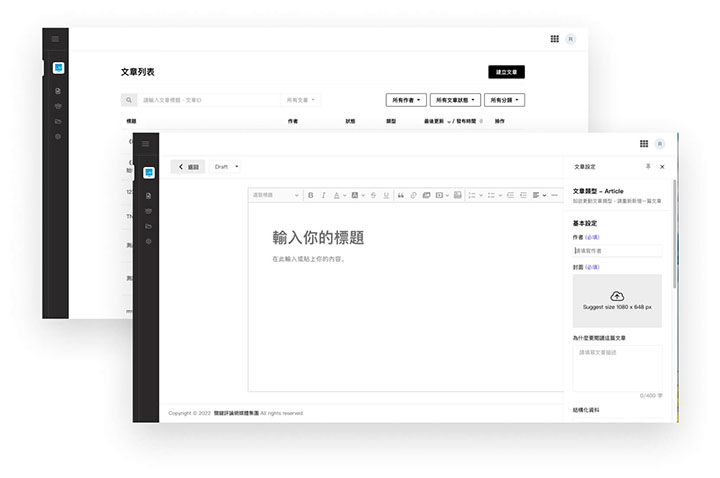 R
文章列表
建立文章
請輸入文章標題、文章ID
所有文章
所有作者
所有文章狀態
所有分類
標題 作者 狀態 類型 最後更新 / 發布時間 操作
R
返回
Draft
文章設定
選取標題
B I A A S T
輸入你的標題
在此輸入或貼上你的內容。
文章類型 – Article
如欲更動文章類型，請重新新增一篇文章
基本設定
作者 (必填)
請填寫作者
封面 (必填)
Suggest size 1080 x 648 px
為什麼要閱讀這篇文章
請填寫文章描述
0/400 字
結構化資料
Copyright © 2022 關鍵評論網媒體集團 All rights reserved